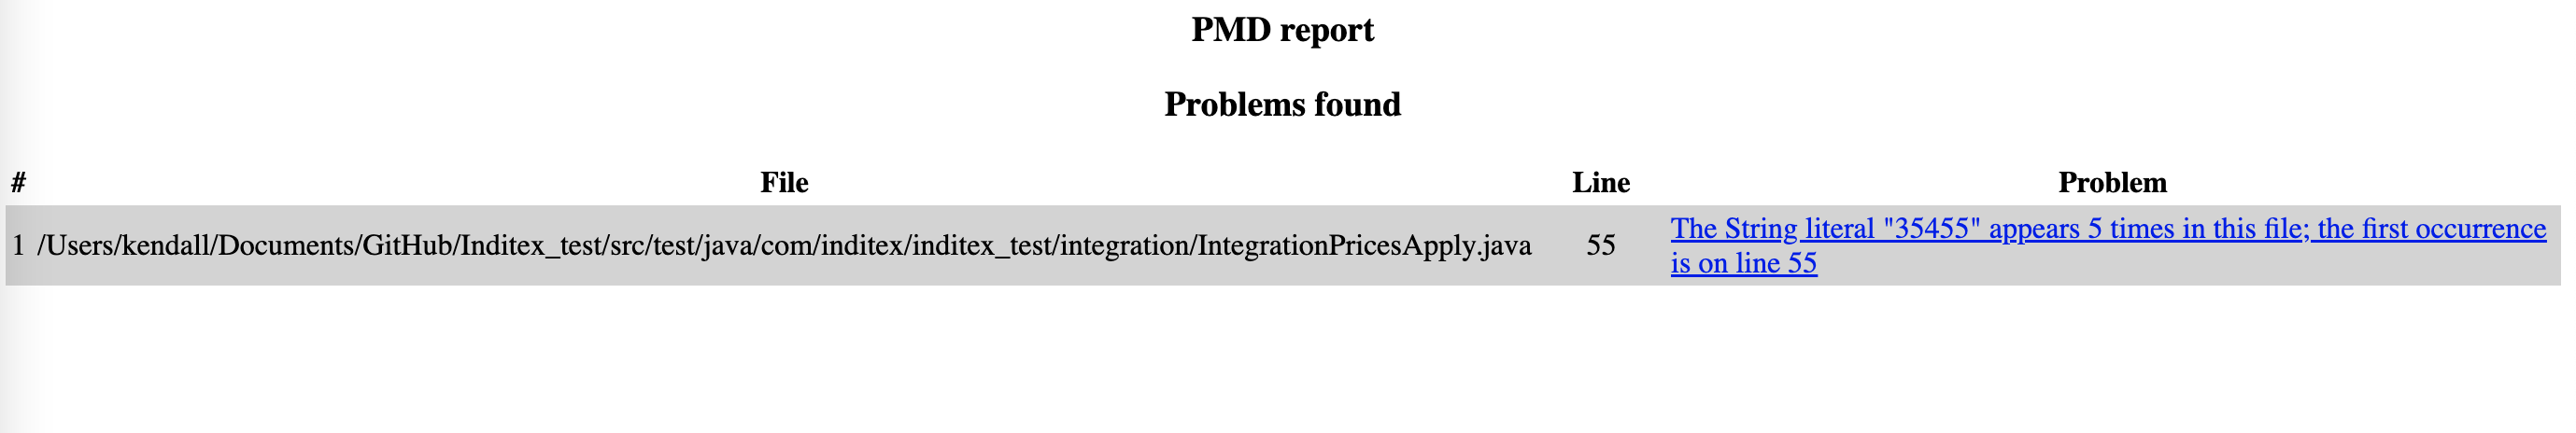 PMD report
Problems found
# File Line Problem
1 /Users/kendall/Documents/GitHub/Inditex_test/src/test/java/com/inditex/inditex_test/integration/IntegrationPricesApply.java 55 The String literal "35455" appears 5 times in this file; the first occurrence
is on line 55